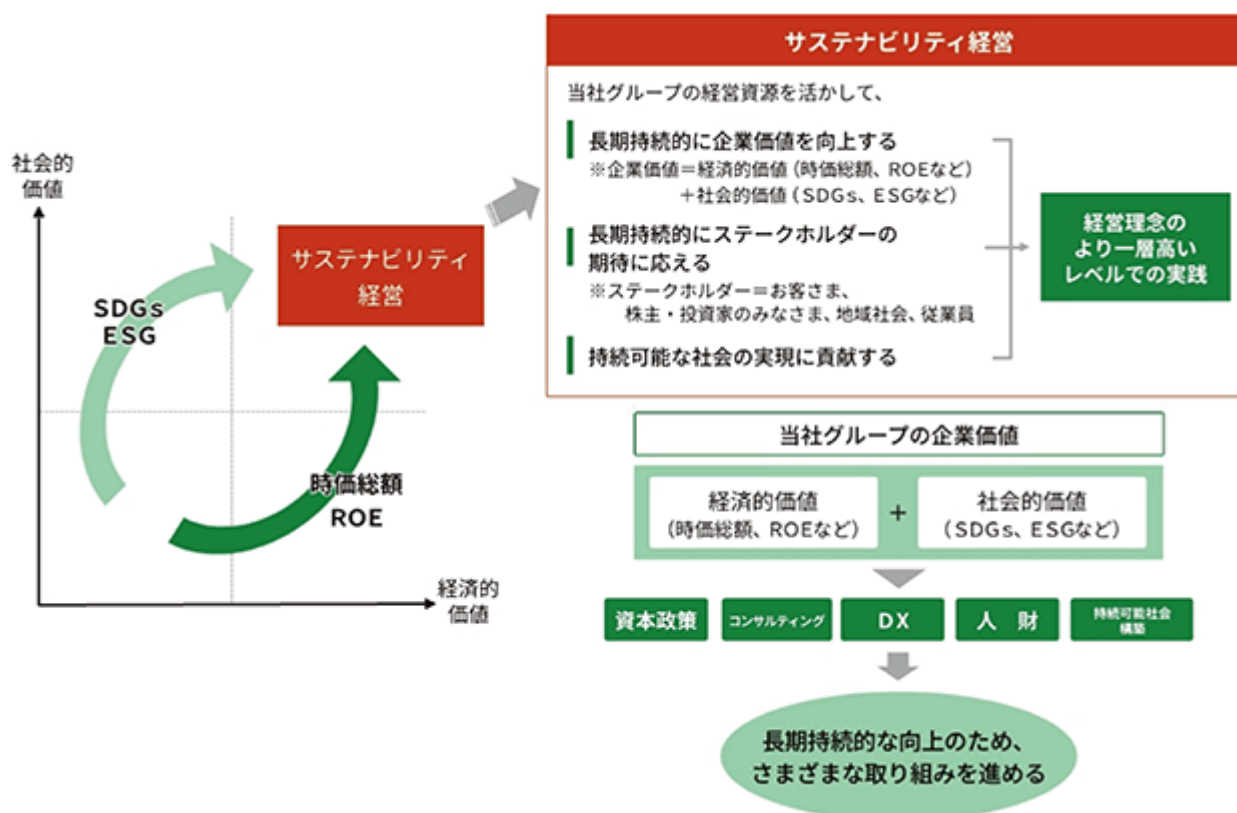 社会的
価値
SDGs
ESG
サステナビリティ
経営
時価総額
ROE
経済的
価値
サステナビリティ経営
当社グループの経営資源を活かして、
長期持続的に企業価値を向上する
※企業価値＝経済的価値（時価総額、ROEなど）
＋社会的価値（SDGs、ESGなど）
長期持続的にステークホルダーの
期待に応える
※ステークホルダー＝お客さま、
株主・投資家のみなさま、地域社会、従業員
持続可能な社会の実現に貢献する
経営理念の
より一層高い
レベルでの実践
当社グループの企業価値
経済的価値
（時価総額、ROEなど）
＋
社会的価値
（SDGs、ESGなど）
資本政策
コンサルティング
DX
人　財
持続可能社会
構築
長期持続的な向上のため、
さまざまな取り組みを進める